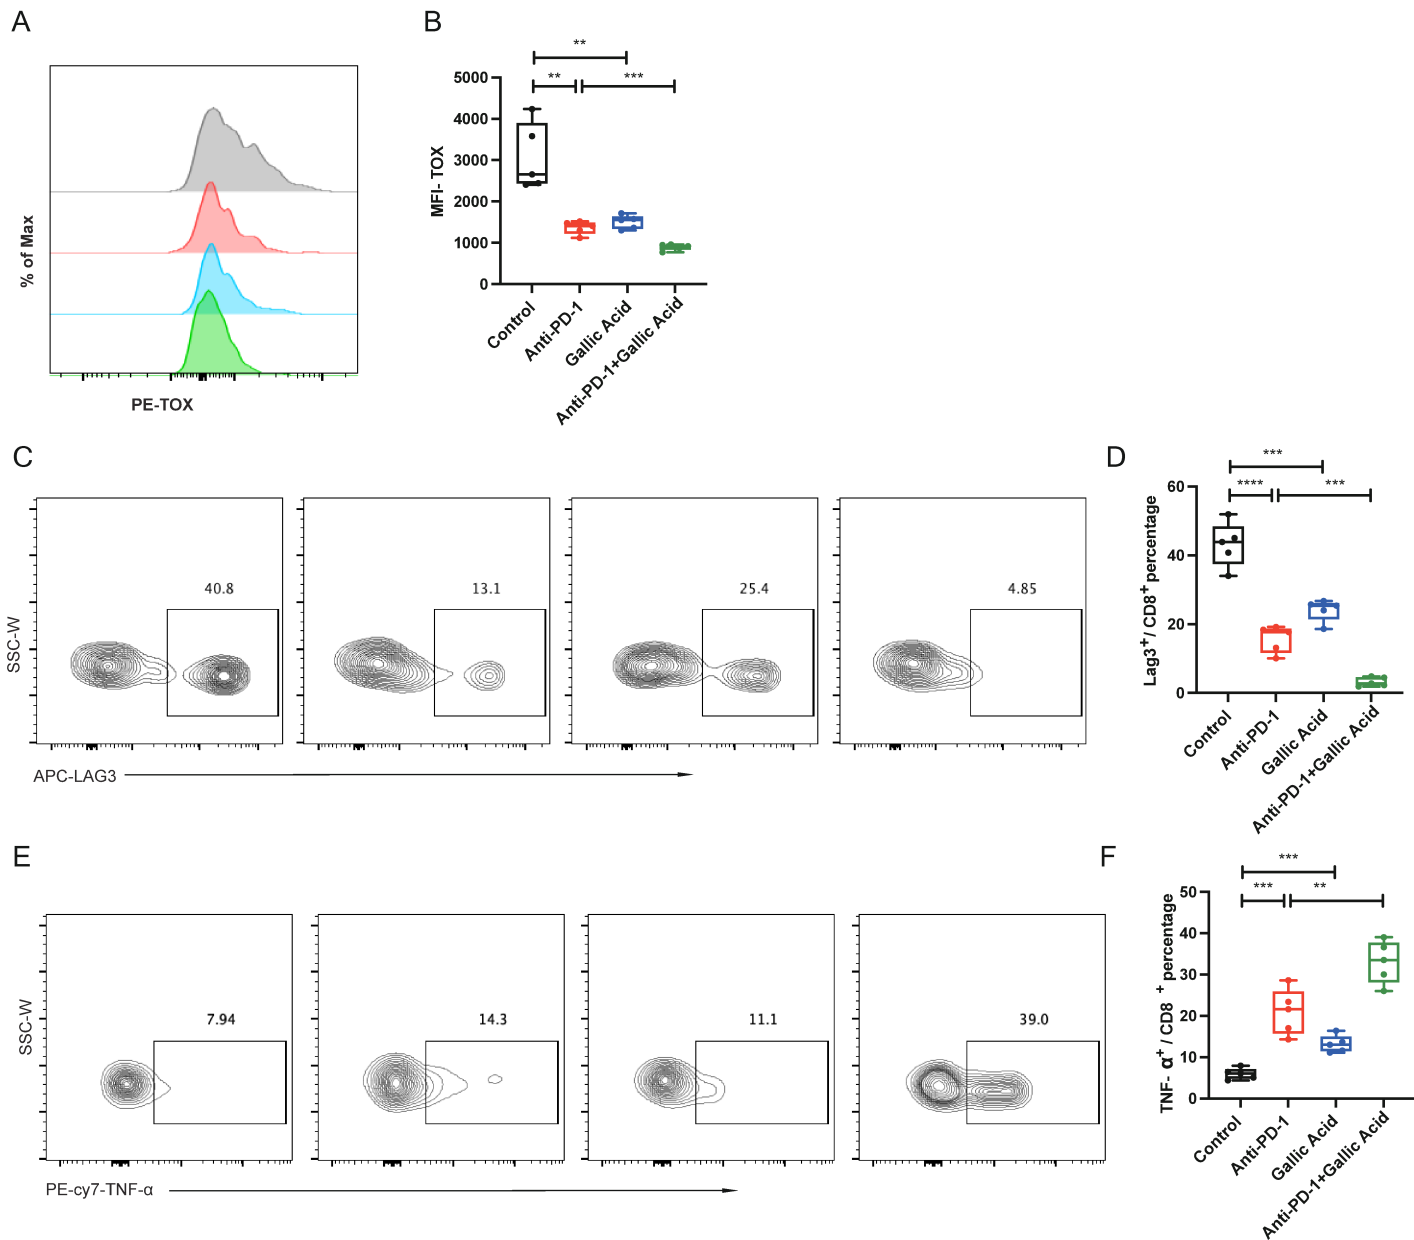 A
% of Max
PE-TOX
B
**
**
***
MFI- TOX
5000
4000
3000
2000
1000
0
Control
Anti-PD-1
Gallic Acid
Anti-PD-1+Gallic Acid
C
SSC-W
40.8
13.1
25.4
4.85
APC-LAG3
D
***
****
***
Lag3+/ CD8+ percentage
60
40
20
0
Control
Anti-PD-1
Gallic Acid
Anti-PD-1+Gallic Acid
E
SSC-W
7.94
14.3
11.1
39.0
PE-cy7-TNF-α
F
***
***
**
TNF- α+ / CD8 + percentage
50
40
30
20
10
0
Control
Anti-PD-1
Gallic Acid
Anti-PD-1+Gallic Acid